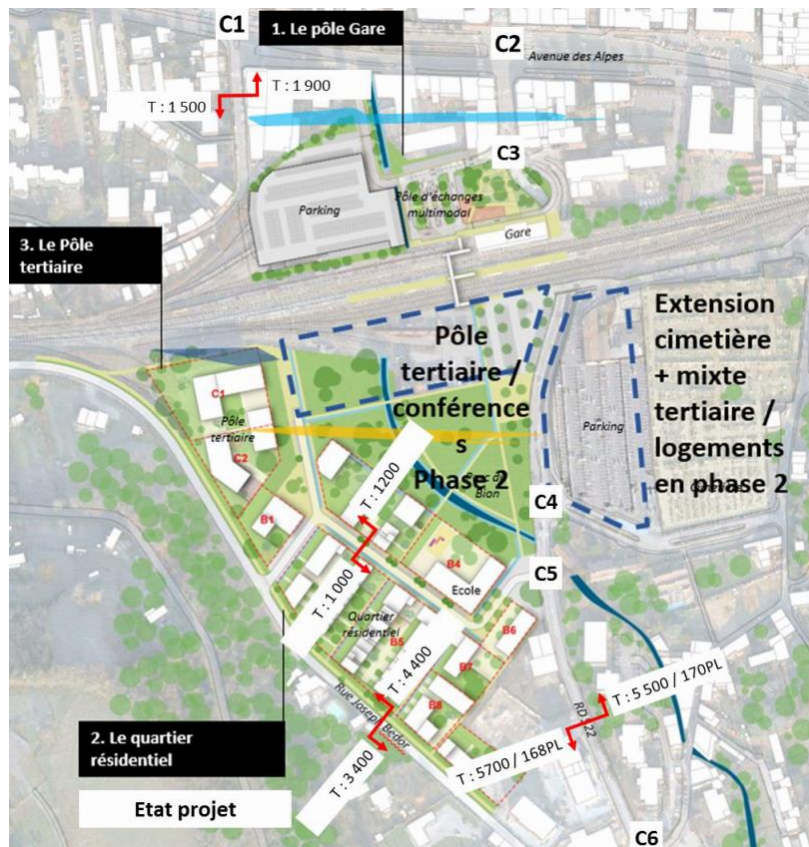 C1
1. Le pôle Gare
C2
Avenue des Alpes
T : 1 900
T : 1 500
C3
Parking
Pôle d'échanges
multimodal
Gare
3. Le Pôle
tertiaire
Pôle
tertiaire /
conférence
s
Phase 2
Extension
cimetière
+ mixte
tertiaire /
logements
en phase 2
Parking
C1
Pôle
tertiaire
C2
B1
T : 1200
Bion
C4
C5
B4
Ecole
T : 1 000
Quartier
résidentiel
B5
B6
B7
B8
T : 4 400
Rue Joseph Bedor
T : 3 400
RD522
T : 5 500 / 170PL
T : 5700 / 168PL
2. Le quartier
résidentiel
Etat projet
C6